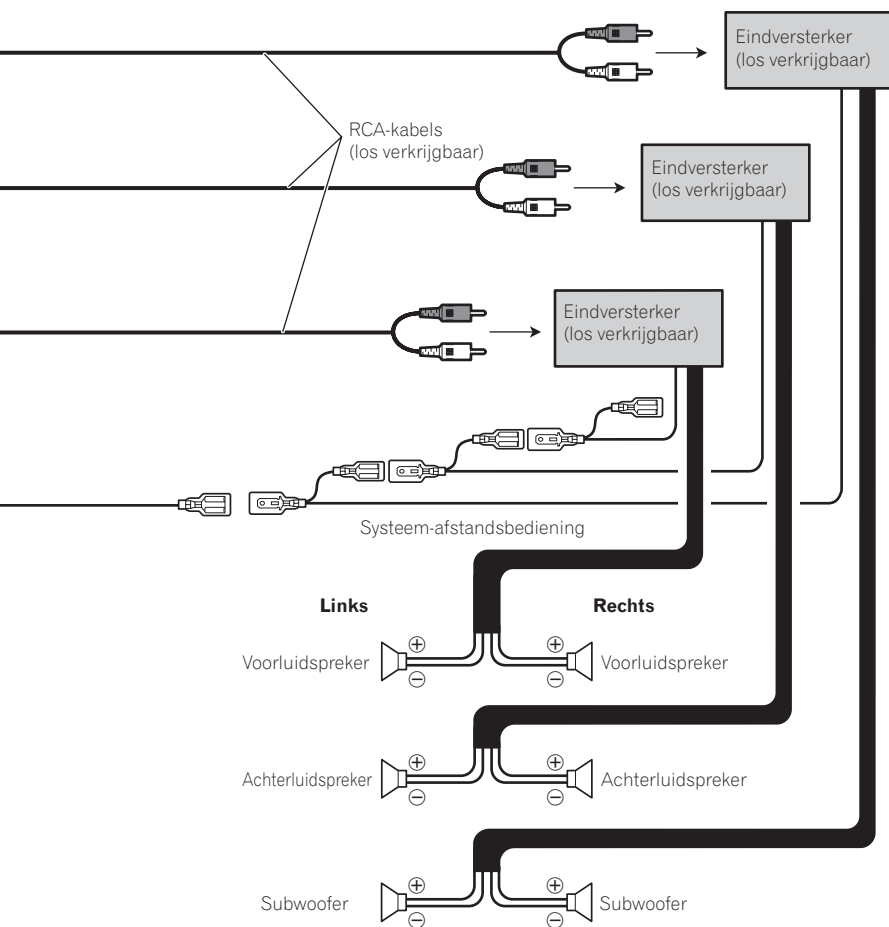 Eindversterker
(los verkrijgbaar)
RCA-kabels
(los verkrijgbaar)
Eindversterker
(los verkrijgbaar)
Eindversterker
(los verkrijgbaar)
Systeem-afstandsbediening
Links
Rechts
Voorluidspreker
+
−
+
−
Voorluidspreker
Achterluidspreker
+
−
+
−
Achterluidspreker
Subwoofer
+
−
+
−
Subwoofer